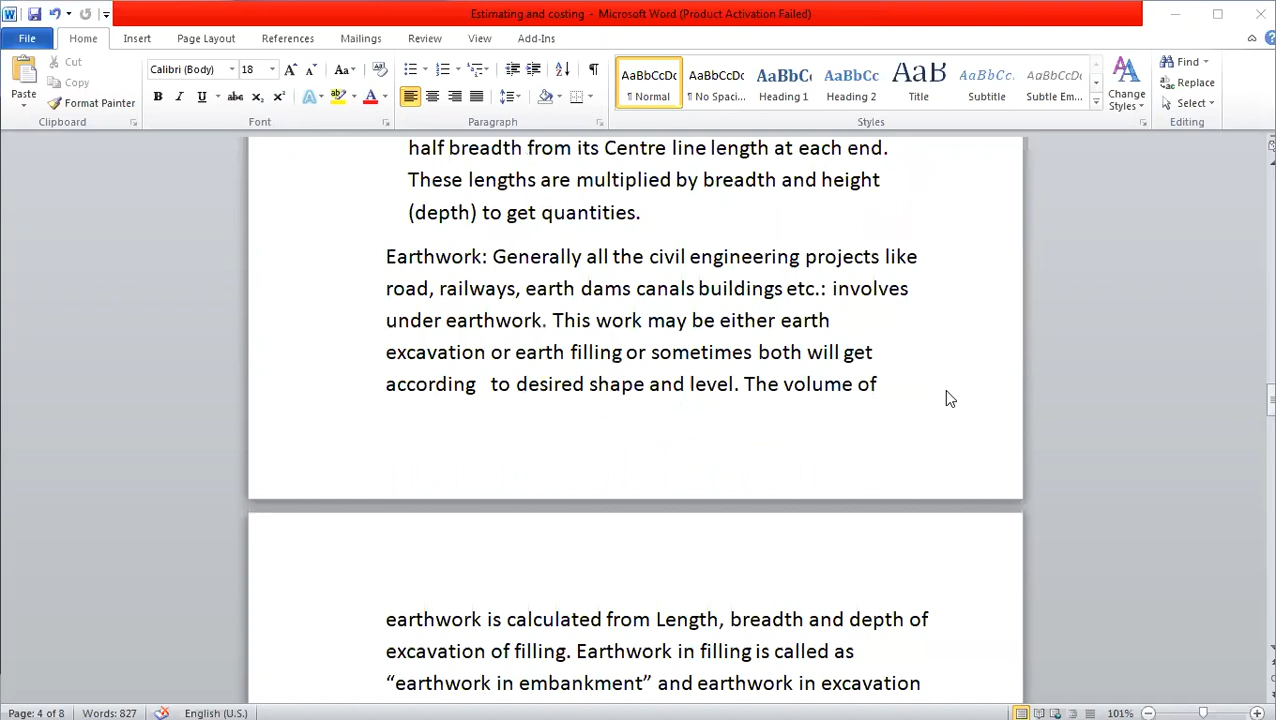 Estimating and costing - Microsoft Word (Product Activation Failed)
File Home Insert Page Layout References Mailings Review View Add-Ins
Paste Cut Copy Format Painter Clipboard
Calibri (Body) 18 Font
Paragraph
AaBbCcDc AaBbCcDc AaBbC AaBbCc AaB AaBbCc. AaBbCcDc
¶ Normal ¶ No Spaci... Heading 1 Heading 2 Title Subtitle Subtle Em...
Change Styles Styles
Find Replace Select Editing
half breadth from its Centre line length at each end.
These lengths are multiplied by breadth and height
(depth) to get quantities.
Earthwork: Generally all the civil engineering projects like
road, railways, earth dams canals buildings etc.: involves
under earthwork. This work may be either earth
excavation or earth filling or sometimes both will get
according to desired shape and level. The volume of
earthwork is calculated from Length, breadth and depth of
excavation of filling. Earthwork in filling is called as
“earthwork in embankment” and earthwork in excavation
Page: 4 of 8 Words: 827 English (U.S.) 101%